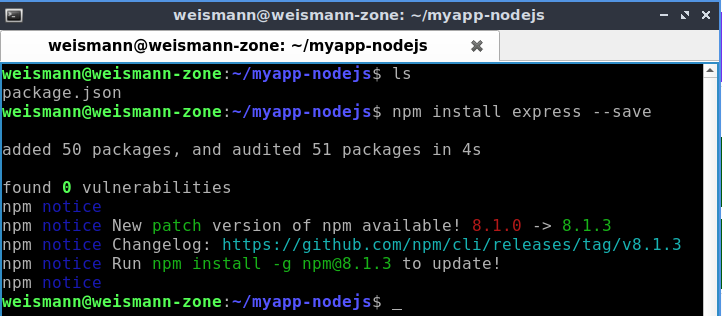 weismann@weismann-zone: ~/myapp-nodejs
weismann@weismann-zone: ~/myapp-nodejs
weismann@weismann-zone:~/myapp-nodejs$ ls
package.json
weismann@weismann-zone:~/myapp-nodejs$ npm install express --save
added 50 packages, and audited 51 packages in 4s
found 0 vulnerabilities
npm notice
npm notice New patch version of npm available! 8.1.0 -> 8.1.3
npm notice Changelog: https://github.com/npm/cli/releases/tag/v8.1.3
npm notice Run npm install -g npm@8.1.3 to update!
npm notice
weismann@weismann-zone:~/myapp-nodejs$ _